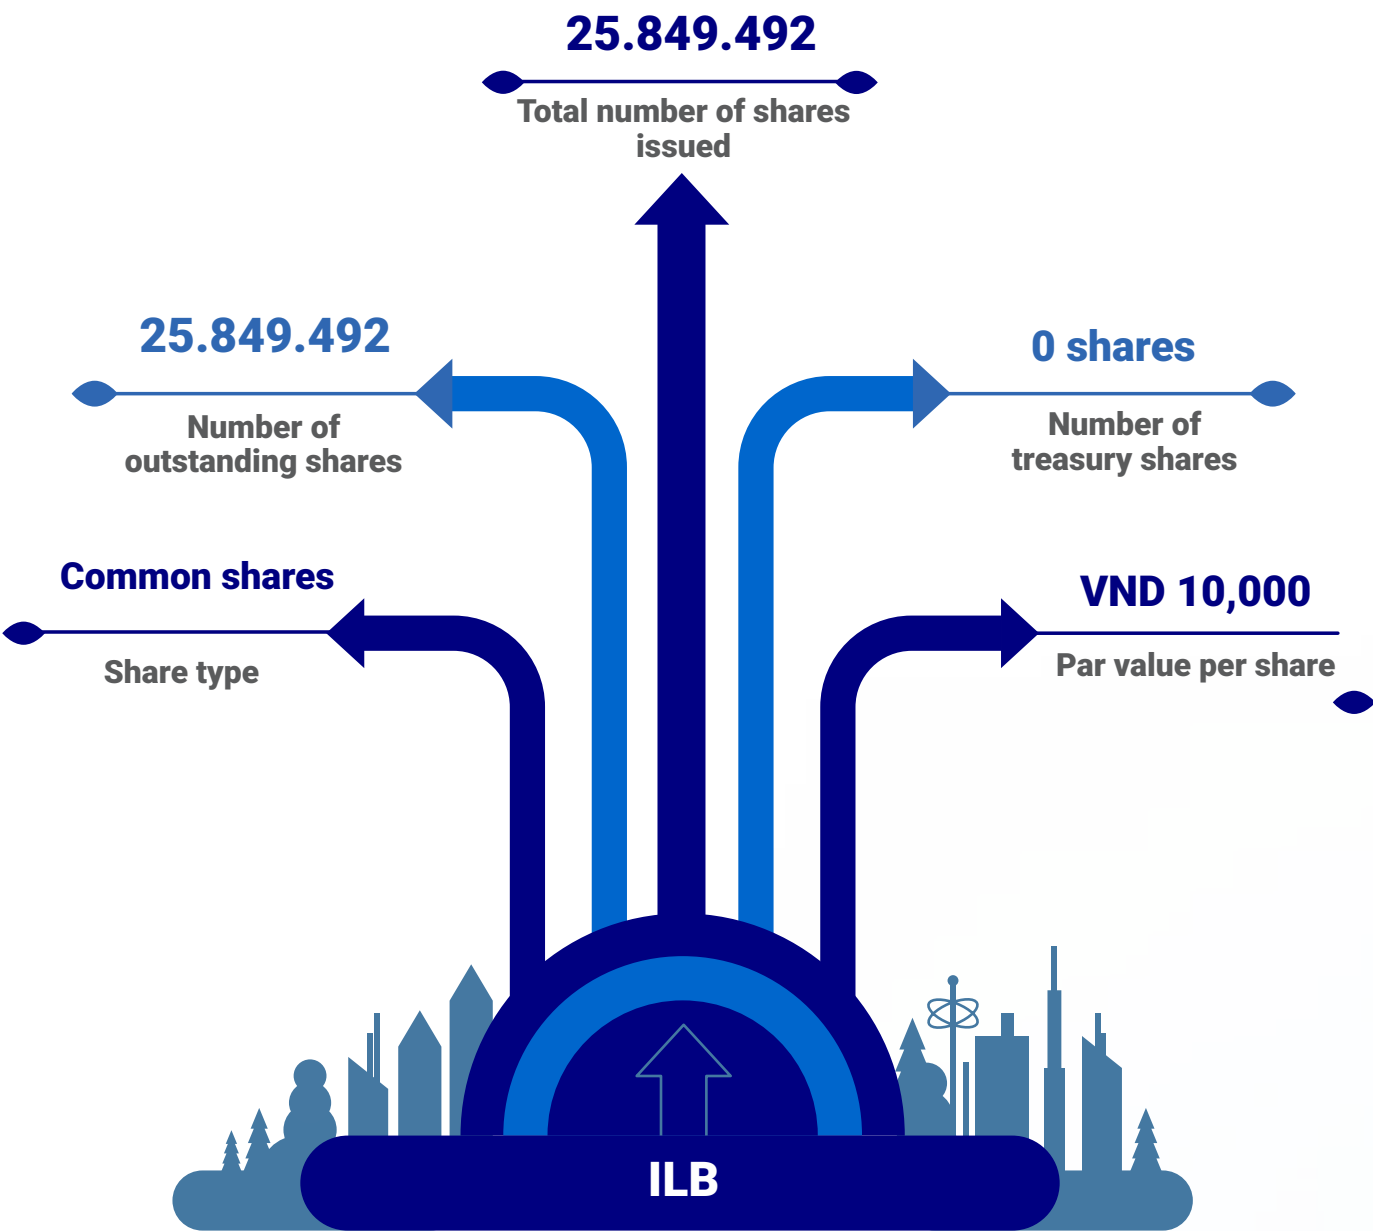 25.849.492
Total number of shares
issued
25.849.492
Number of
outstanding shares
0 shares
Number of
treasury shares
Common shares
Share type
VND 10,000
Par value per share
ILB